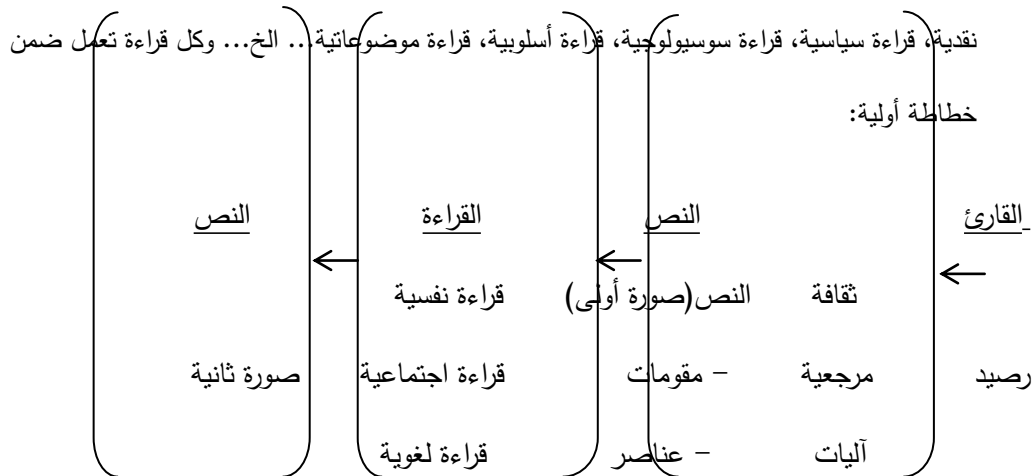 نقدية، قراءة سياسية، قراءة سوسيولوجية، قراءة أسلوبية، قراءة موضوعاتية... الخ... وكل قراءة تعمل ضمن
خطاطة أولية:
القارئ النص القراءة النص
ثقافة النص(صورة أولى) قراءة نفسية
رصيد مرجعية – مقومات قراءة اجتماعية صورة ثانية
آليات – عناصر قراءة لغوية